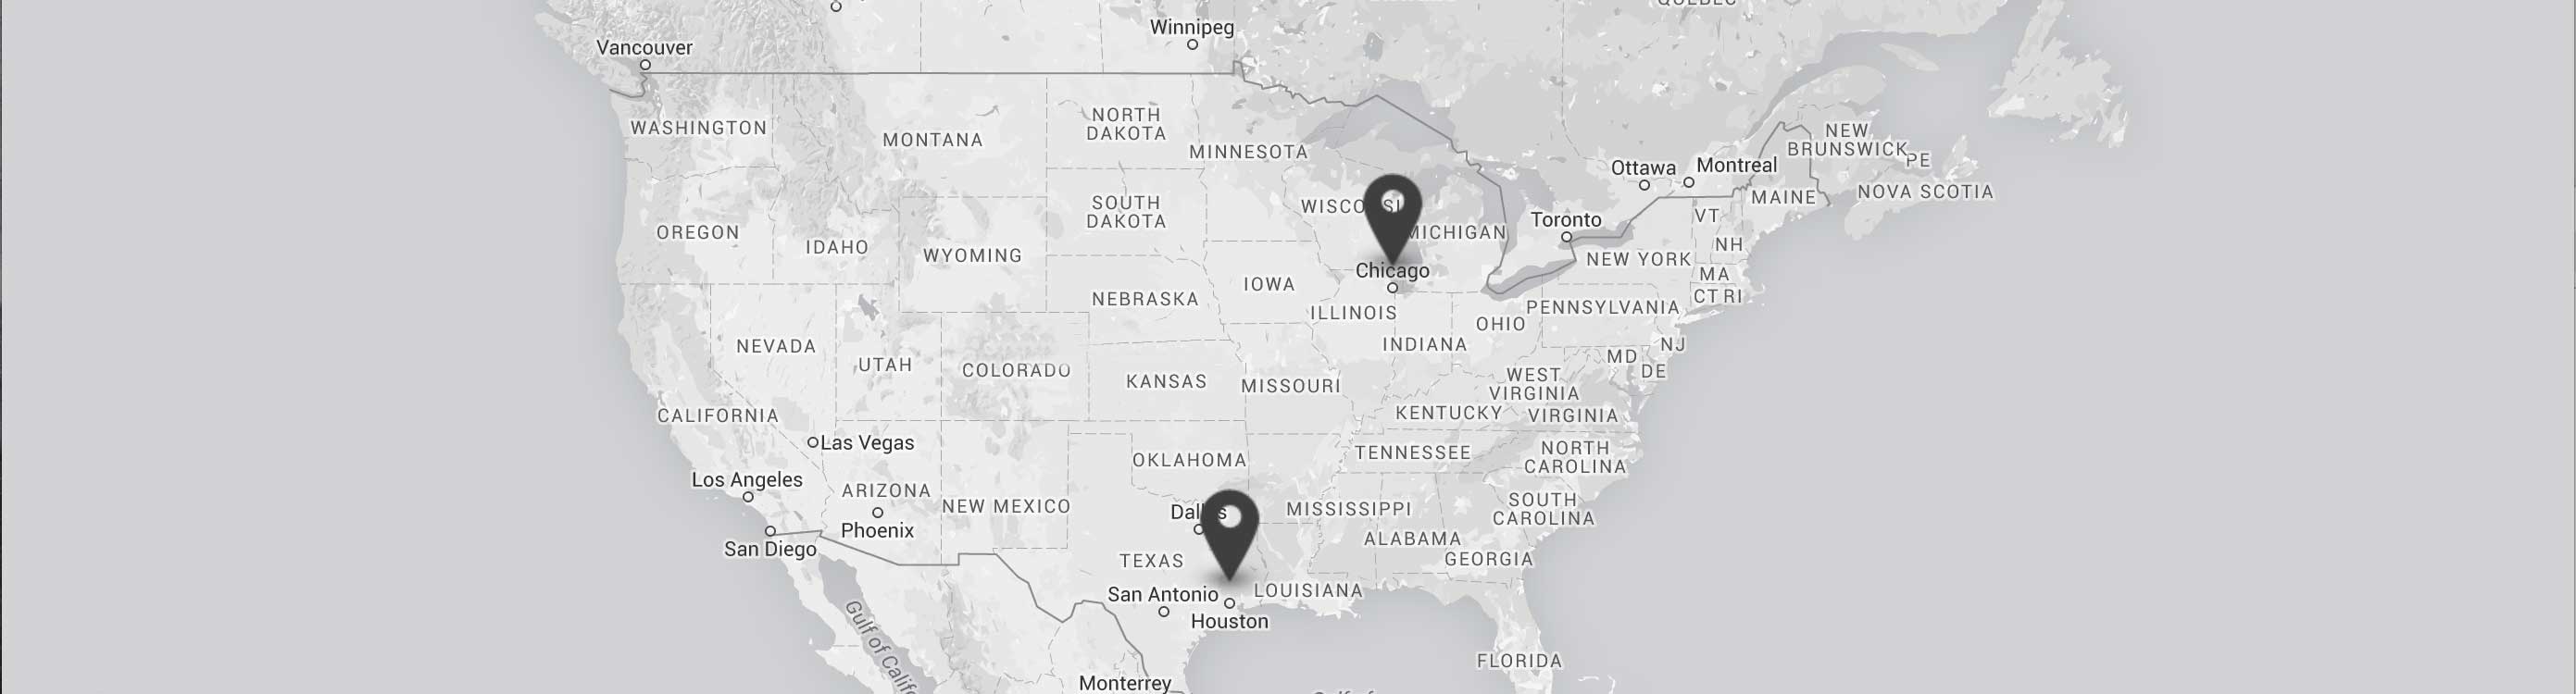 QUEBEC
Winnipeg
Vancouver
NORTH
DAKOTA
WASHINGTON
MONTANA
MINNESOTA
NEW
BRUNSWICK
PE
Ottawa
Montreal
MAINE
NOVA SCOTIA
SOUTH
DAKOTA
Toronto
VT
OREGON
IDAHO
WYOMING
MICHIGAN
NH
NEW YORK
MA
Chicago
IOWA
CT RI
NEBRASKA
ILLINOIS
PENNSYLVANIA
OHIO
NEVADA
INDIANA
NJ
MD
UTAH
COLORADO
KANSAS
MISSOURI
WEST
VIRGINIA
DE
CALIFORNIA
KENTUCKY
VIRGINIA
Las Vegas
OKLAHOMA
TENNESSEE
NORTH
CAROLINA
Los Angeles
ARIZONA
NEW MEXICO
MISSISSIPPI
SOUTH
CAROLINA
Phoenix
San Diego
TEXAS
ALABAMA
GEORGIA
San Antonio
LOUISIANA
Houston
Gulf of Calif
FLORIDA
Monterrey